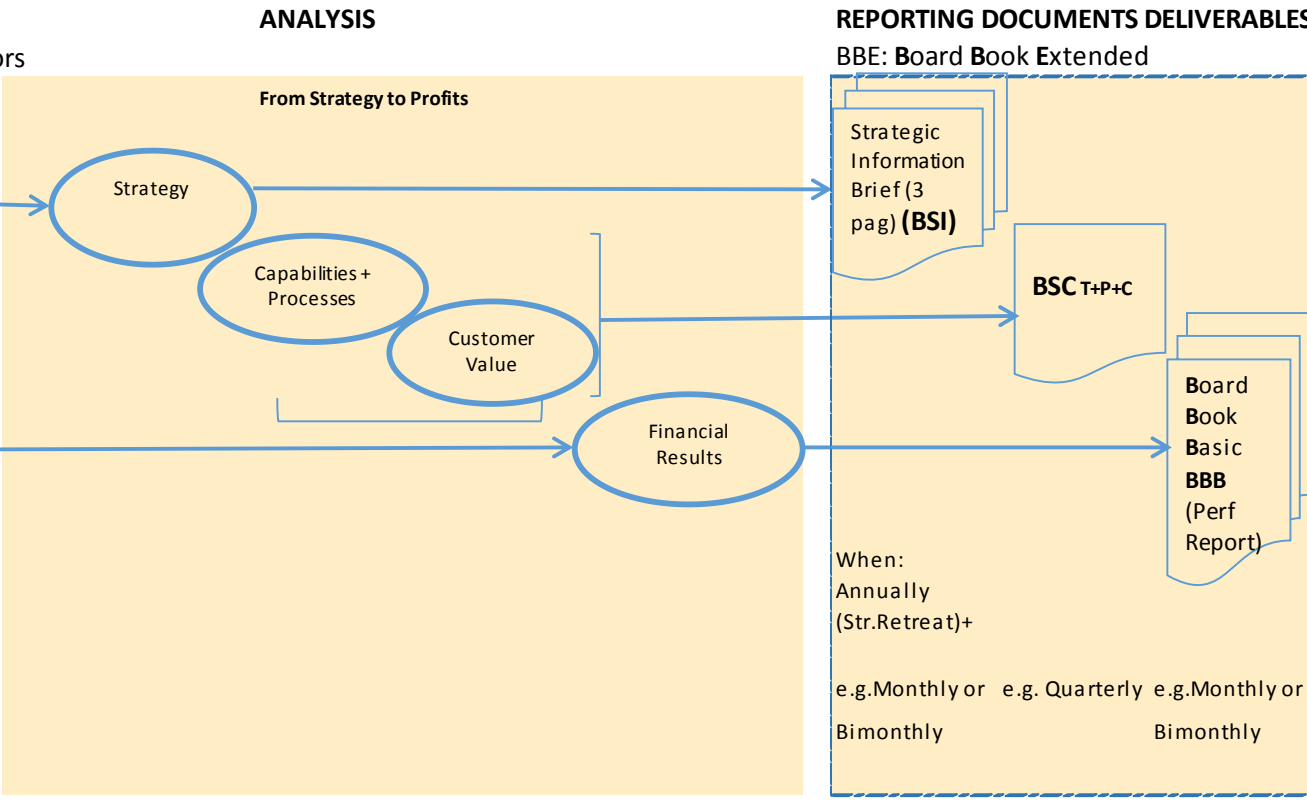 ANALYSIS
REPORTING DOCUMENTS DELIVERABLES
ors
BBE: Board Book Extended
From Strategy to Profits
Strategy
Capabilities +
Processes
Customer
Value
Financial
Results
Strategic
Information
Brief (3
pag) (BSI)
BSC T+P+C
Board
Book
Basic
BBB
(Perf
Report)
When:
Annually
(Str.Retreat)+
e.g.Monthly or
Bimonthly
e.g. Quarterly
e.g.Monthly or
Bimonthly